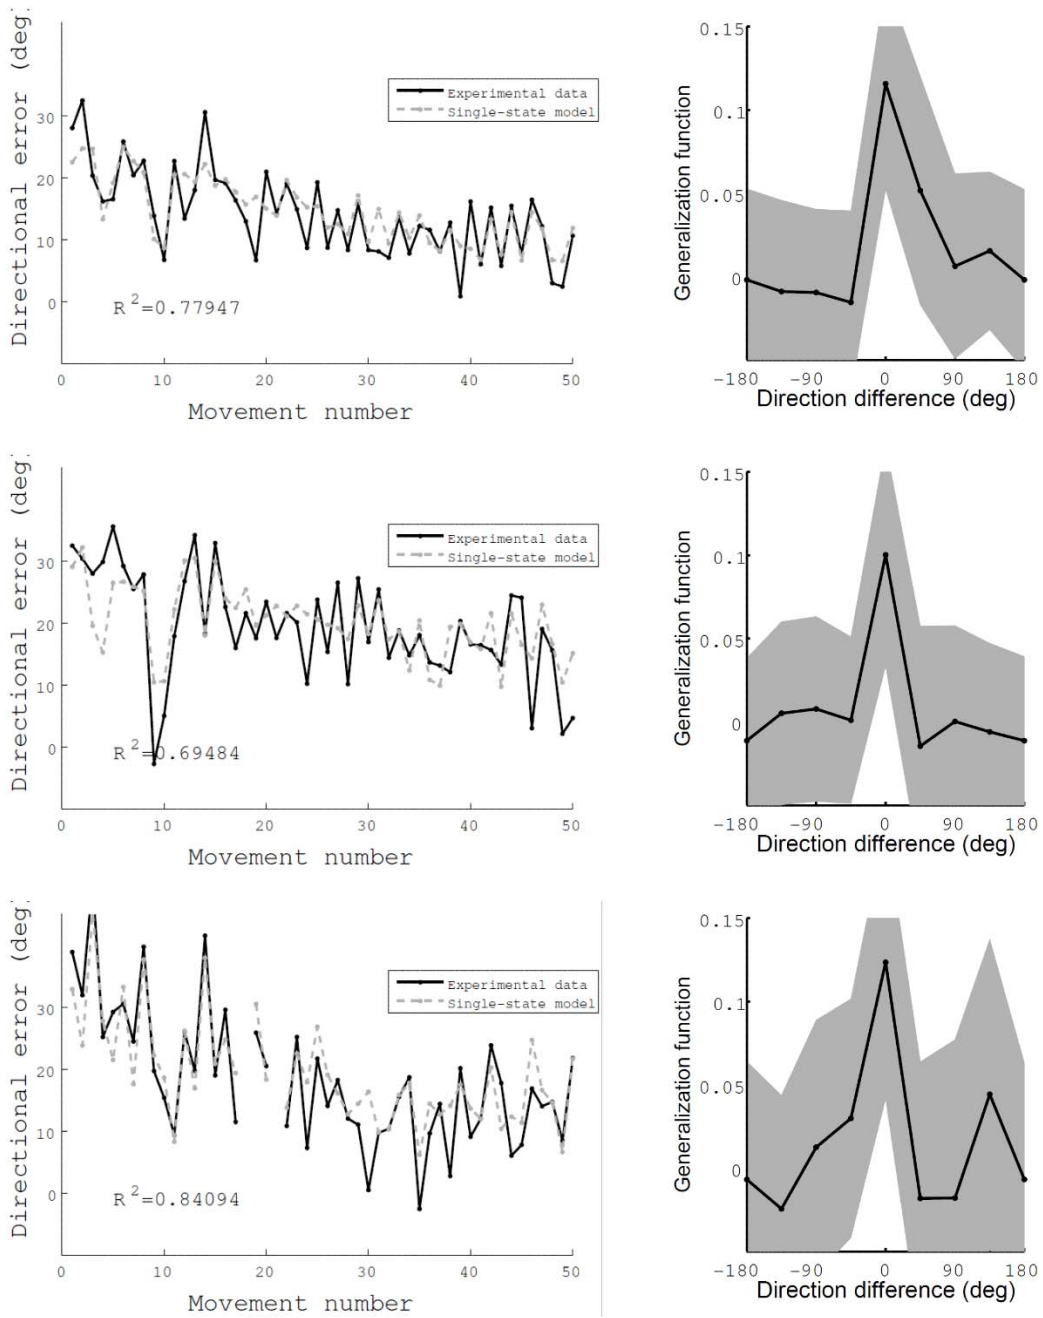 Directional error (deg.
30
20
10
0
Experimental data
Single-state model
R²=0.77947
0 10 20 30 40 50
Movement number
Generalization function
0.15
0.1
0.05
0
-180 -90 0 90 180
Direction difference (deg)
Directional error (deg.
30
20
10
0
Experimental data
Single-state model
R²=0.69484
0 10 20 30 40 50
Movement number
Generalization function
0.15
0.1
0.05
0
-180 -90 0 90 180
Direction difference (deg)
Directional error (deg.
30
20
10
0
Experimental data
Single-state model
R²=0.84094
0 10 20 30 40 50
Movement number
Generalization function
0.15
0.1
0.05
0
-180 -90 0 90 180
Direction difference (deg)